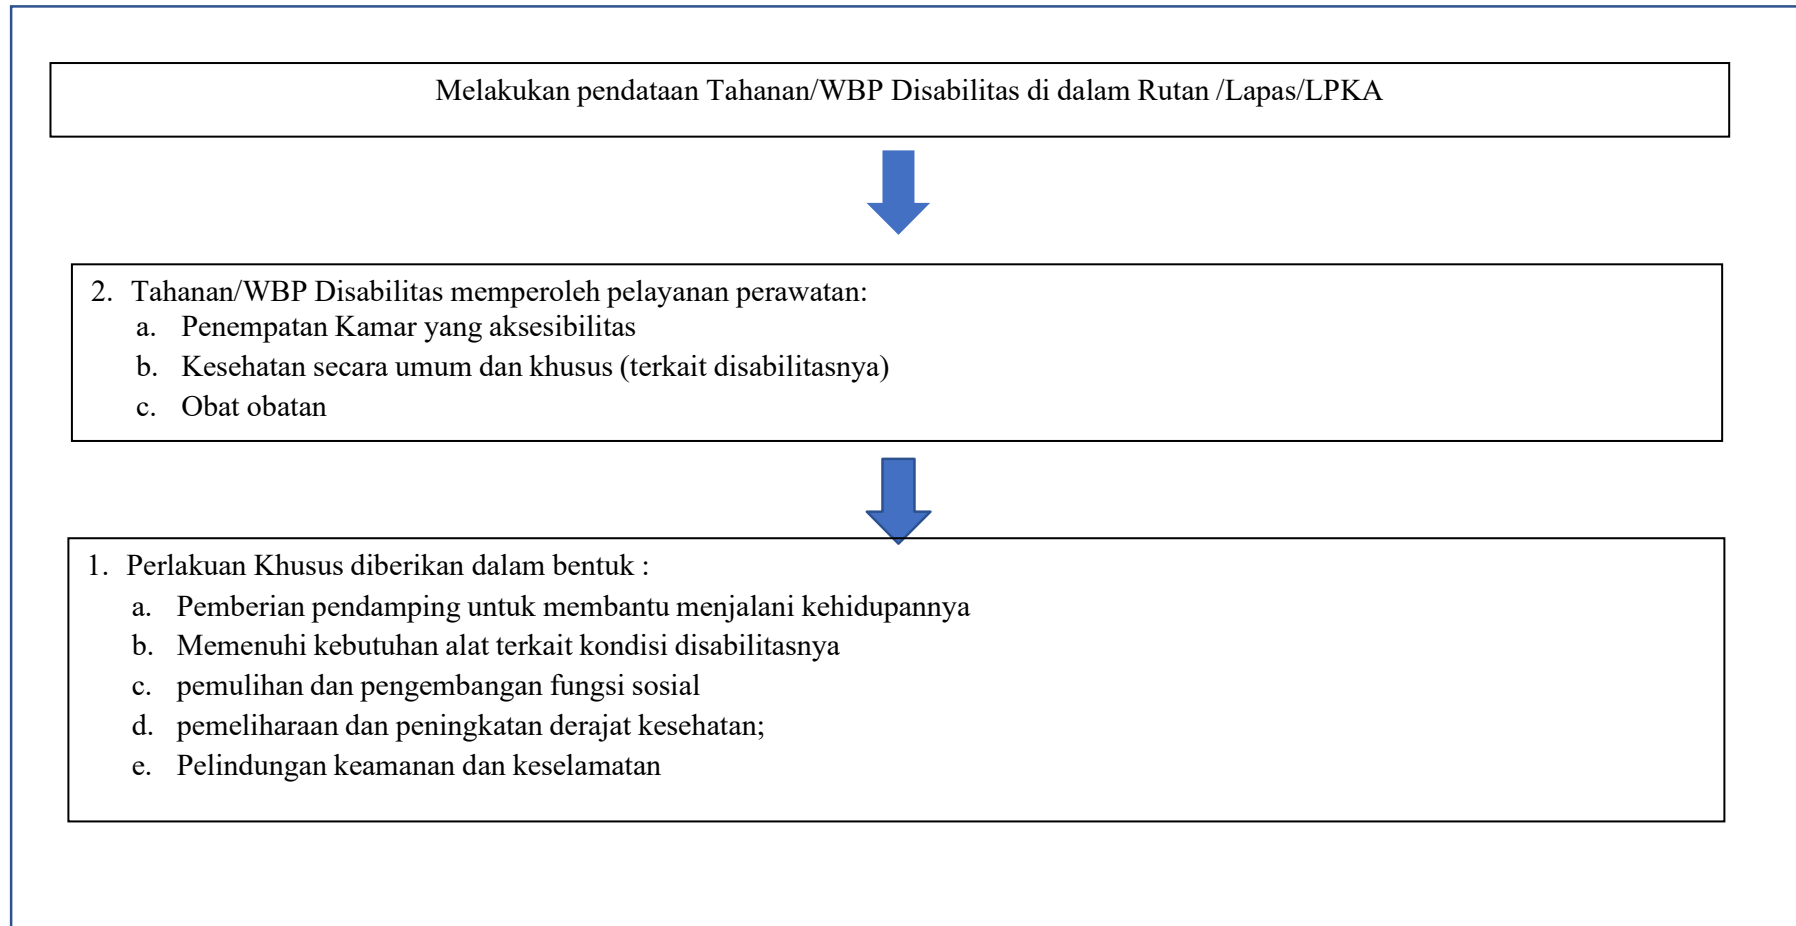 Melakukan pendataan Tahanan/WBP Disabilitas di dalam Rutan /Lapas/LPKA
2. Tahanan/WBP Disabilitas memperoleh pelayanan perawatan:
a. Penempatan Kamar yang aksesibilitas
b. Kesehatan secara umum dan khusus (terkait disabilitasnya)
c. Obat obatan
1. Perlakuan Khusus diberikan dalam bentuk :
a. Pemberian pendamping untuk membantu menjalani kehidupannya
b. Memenuhi kebutuhan alat terkait kondisi disabilitasnya
c. pemulihan dan pengembangan fungsi sosial
d. pemeliharaan dan peningkatan derajat kesehatan;
e. Pelindungan keamanan dan keselamatan